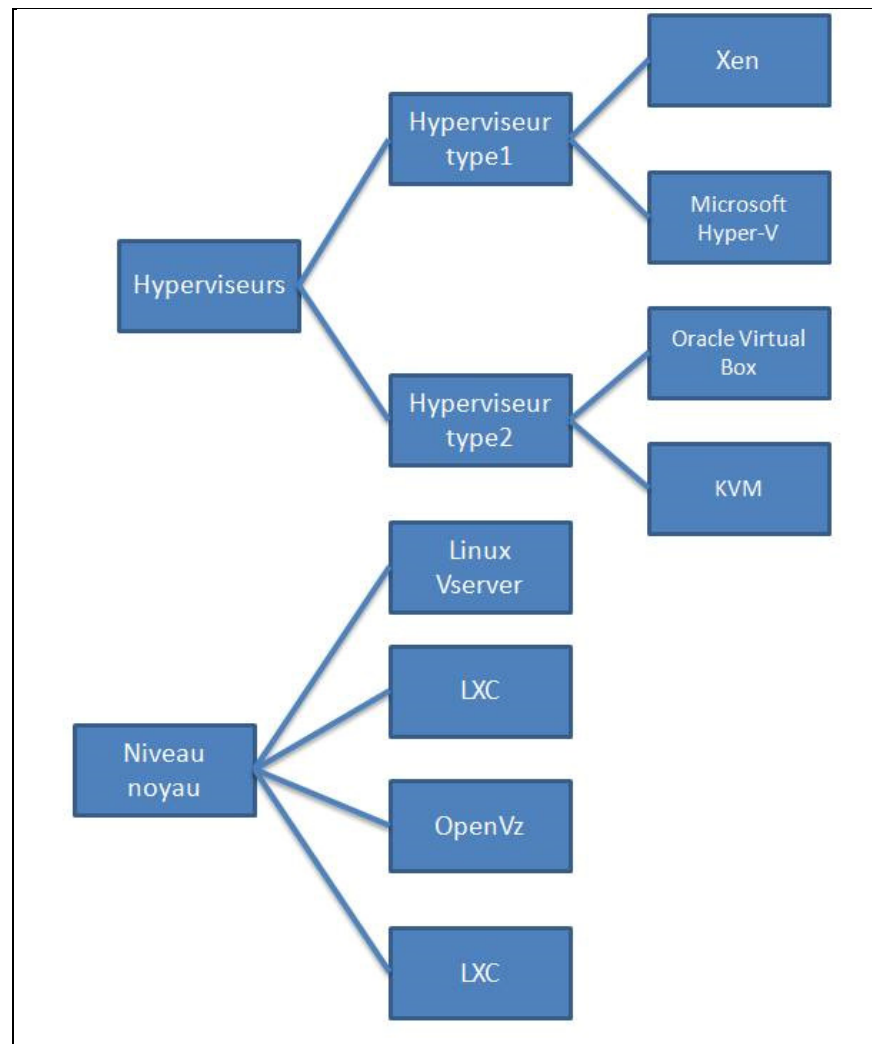 Xen
Hyperviseur
type1
Microsoft
Hyper-V
Hyperviseurs
Oracle Virtual
Box
Hyperviseur
type2
KVM
Linux
Vserver
LXC
Niveau
noyau
OpenVz
LXC